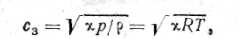 c₃ = √ϰp/ρ = √ϰRT,